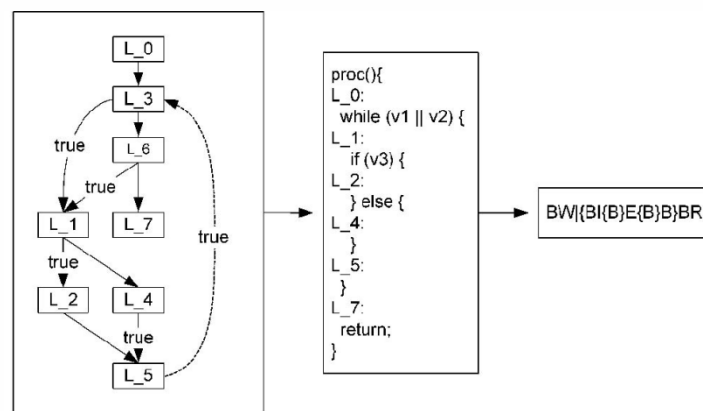 L_0
L_3
true
L_6
true
L_1
L_7
true
true
L_2
L_4
true
L_5
proc(){
L_0:
while (v1 || v2) {
L_1:
if (v3) {
L_2:
} else {
L_4:
}
L_5:
}
L_7:
return;
}
BW|{BI{B}E{B}B}BR